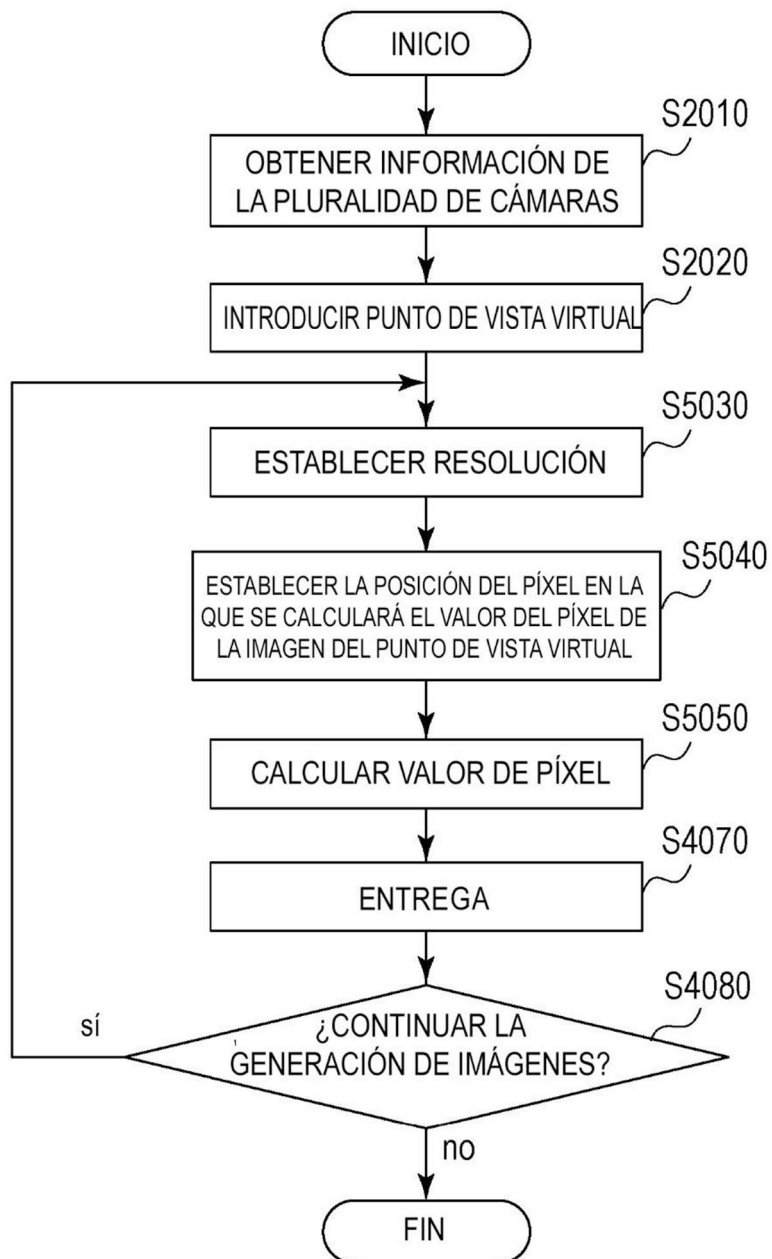 INICIO
S2010
OBTENER INFORMACIÓN DE
LA PLURALIDAD DE CÁMARAS
S2020
INTRODUCIR PUNTO DE VISTA VIRTUAL
S5030
ESTABLECER RESOLUCIÓN
S5040
ESTABLECER LA POSICIÓN DEL PÍXEL EN LA
QUE SE CALCULARÁ EL VALOR DEL PÍXEL DE
LA IMAGEN DEL PUNTO DE VISTA VIRTUAL
S5050
CALCULAR VALOR DE PÍXEL
S4070
ENTREGA
S4080
sí
¿CONTINUAR LA
GENERACIÓN DE IMÁGENES?
no
FIN